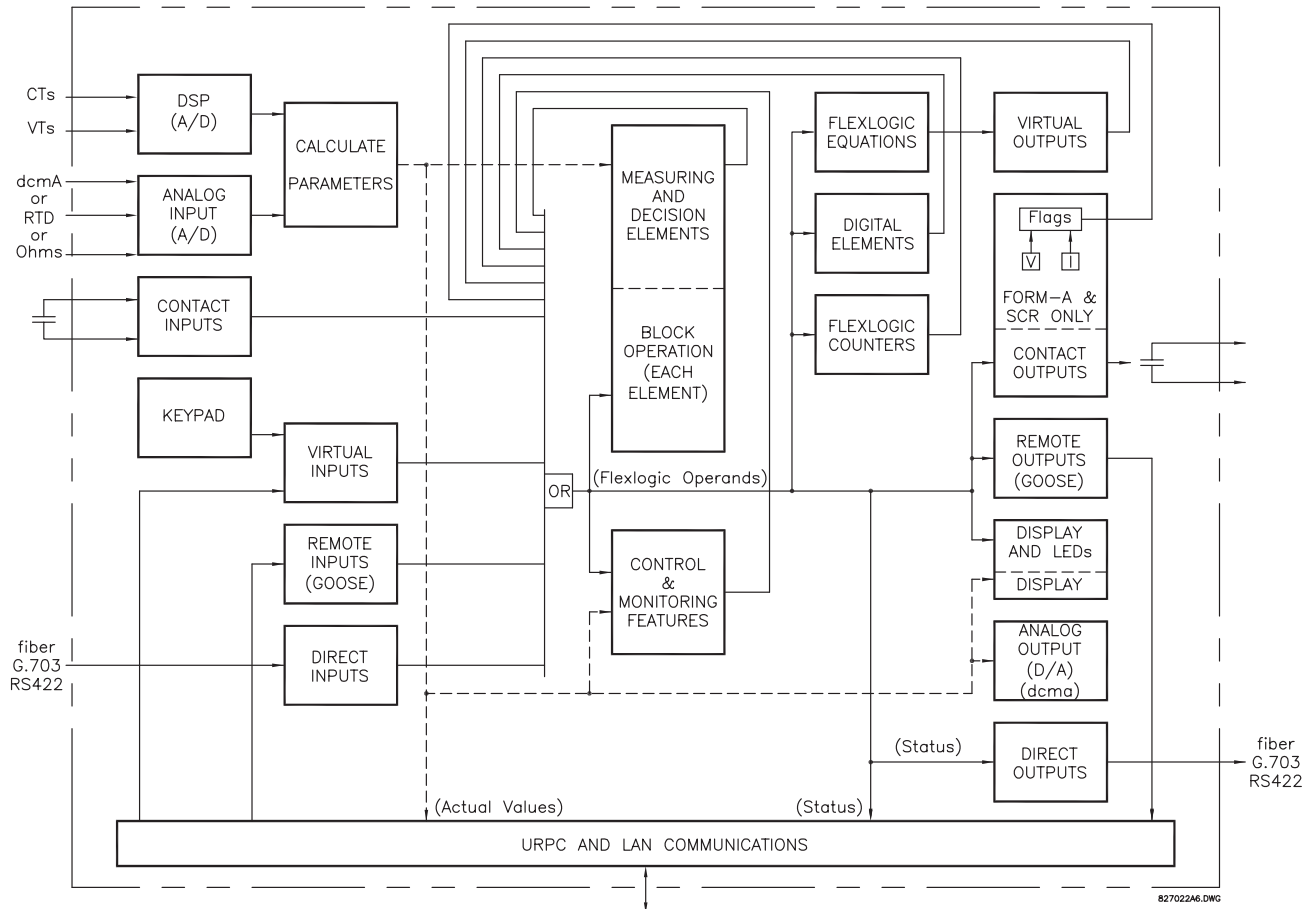 CTs
VTs
dcmA
or
RTD
or
Ohms
DSP
(A/D)
ANALOG
INPUT
(A/D)
CALCULATE
PARAMETERS
CONTACT
INPUTS
KEYPAD
VIRTUAL
INPUTS
REMOTE
INPUTS
(GOOSE)
fiber
G.703
RS422
DIRECT
INPUTS
MEASURING
AND
DECISION
ELEMENTS
BLOCK
OPERATION
(EACH
ELEMENT)
OR
(Flexlogic Operands)
CONTROL
&
MONITORING
FEATURES
FLEXLOGIC
EQUATIONS
DIGITAL
ELEMENTS
FLEXLOGIC
COUNTERS
VIRTUAL
OUTPUTS
Flags
V I
FORM-A &
SCR ONLY
CONTACT
OUTPUTS
REMOTE
OUTPUTS
(GOOSE)
DISPLAY
AND LEDs
DISPLAY
ANALOG
OUTPUT
(D/A)
(dcma)
(Status)
DIRECT
OUTPUTS
fiber
G.703
RS422
(Actual Values)
(Status)
URPC AND LAN COMMUNICATIONS
827022A6.DWG